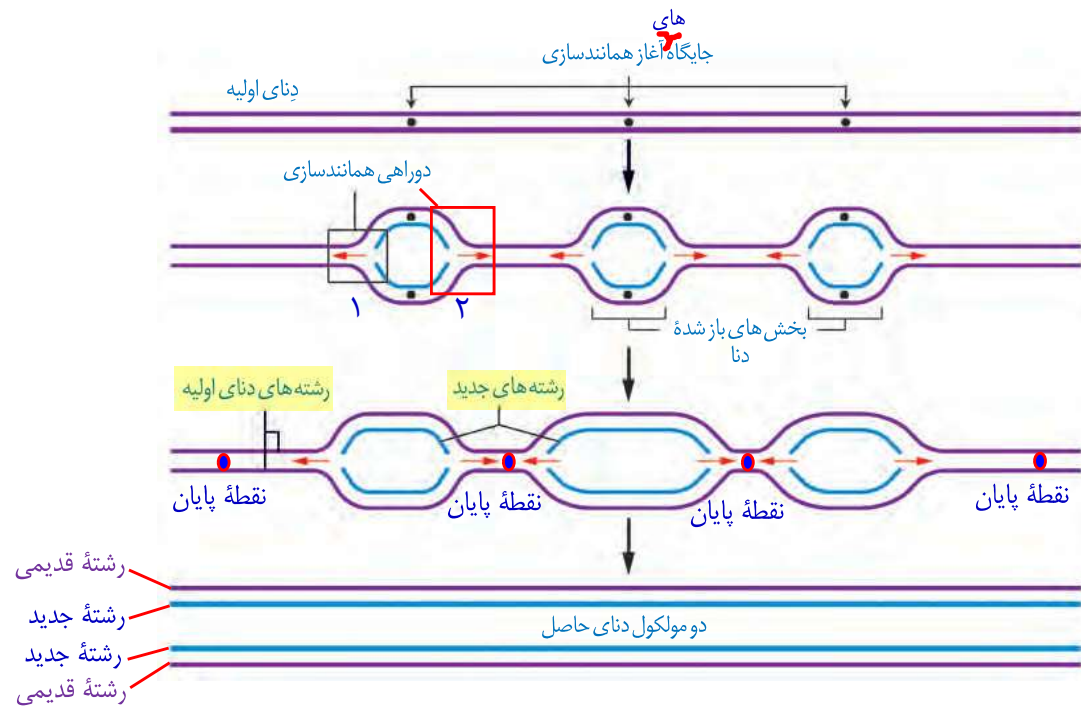 های
جایگاه آغاز همانندسازی
دِنای اولیه
دوراهی همانندسازی
۱
۲
بخش‌های باز شدهٔ
دنا
رشته‌های دنای اولیه
رشته‌های جدید
نقطهٔ پایان
نقطهٔ پایان
نقطهٔ پایان
نقطهٔ پایان
رشتهٔ قدیمی
رشتهٔ جدید
دو مولکول دنای حاصل
رشتهٔ جدید
رشتهٔ قدیمی